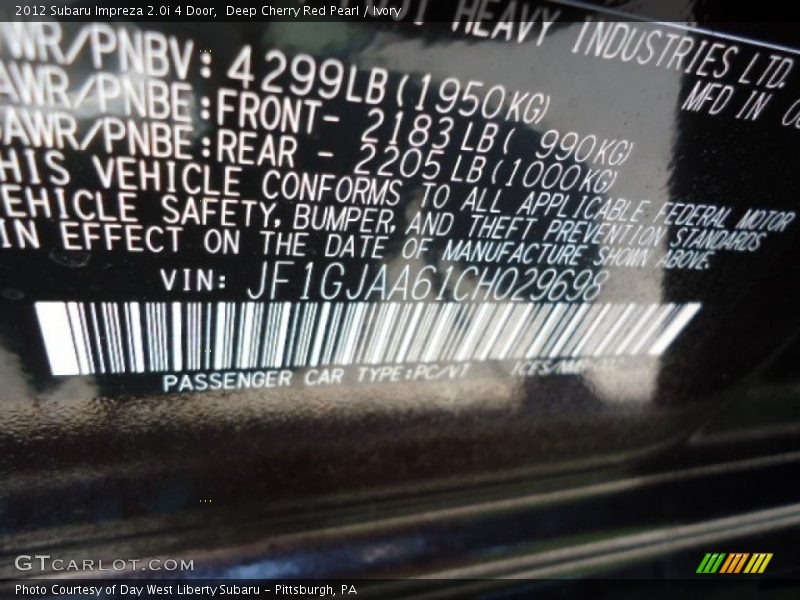 2012 Subaru Impreza 2.0i 4 Door, Deep Cherry Red Pearl / Ivory
HEAVY INDUSTRIES LTD.
MFD IN
WR/PNBV: 4299LB(1950KG)
AWR/PNBE:FRONT- 2183LB( 990KG)
AWR/PNBE:REAR - 2205LB(1000KG)
HIS VEHICLE CONFORMS TO ALL APPLICABLE FEDERAL MOTOR
EHICLE SAFETY, BUMPER, AND THEFT PREVENTION STANDARDS
IN EFFECT ON THE DATE OF MANUFACTURE SHOWN ABOVE.
VIN: JF1GJAA61CH029698
PASSENGER CAR TYPE:PC/VT
GTCARLOT.COM
Photo Courtesy of Day West Liberty Subaru - Pittsburgh, PA